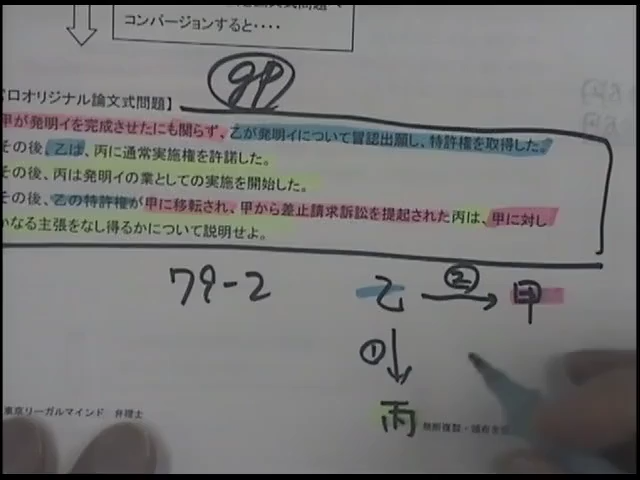 コンバージョンすると‥‥
口オリジナル論文式問題】
甲が発明イを完成させたにも関らず、乙が発明イについて冒認出願し、特許権を取得した。
その後、乙は、丙に通常実施権を許諾した。
その後、丙は発明イの業としての実施を開始した。
その後、乙の特許権が甲に移転され、甲から差止請求訴訟を提起された丙は、甲に対し
かなる主張をなし得るかについて説明せよ。
79-2
乙 ② 甲
①
丙
東京リーガルマインド 弁理士
無断複製・頒布